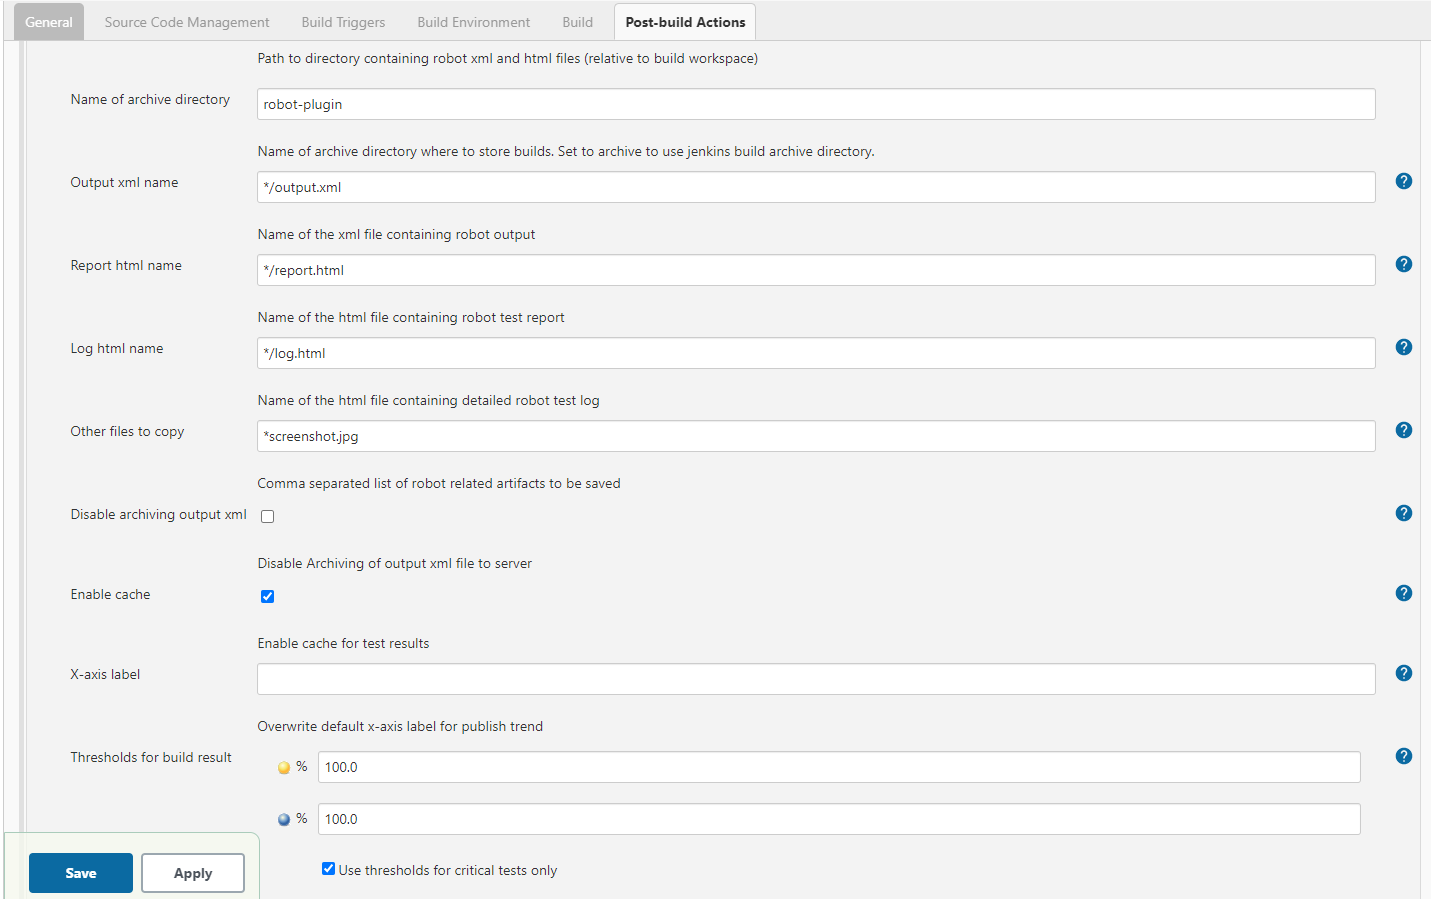 General Source Code Management Build Triggers Build Environment Build Post-build Actions
Path to directory containing robot xml and html files (relative to build workspace)
Name of archive directory robot-plugin
Name of archive directory where to store builds. Set to archive to use jenkins build archive directory.
Output xml name */output.xml ?
Name of the xml file containing robot output
Report html name */report.html ?
Name of the html file containing robot test report
Log html name */log.html ?
Name of the html file containing detailed robot test log
Other files to copy *screenshot.jpg ?
Comma separated list of robot related artifacts to be saved
Disable archiving output xml ?
Disable Archiving of output xml file to server
Enable cache ?
Enable cache for test results
X-axis label ?
Overwrite default x-axis label for publish trend
Thresholds for build result % 100.0 ?
% 100.0
Use thresholds for critical tests only
Save Apply